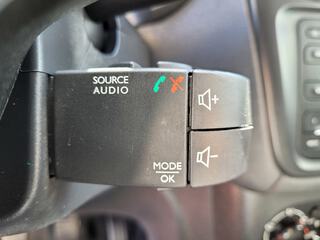 SOURCE
AUDIO
+
MODE
OK
-